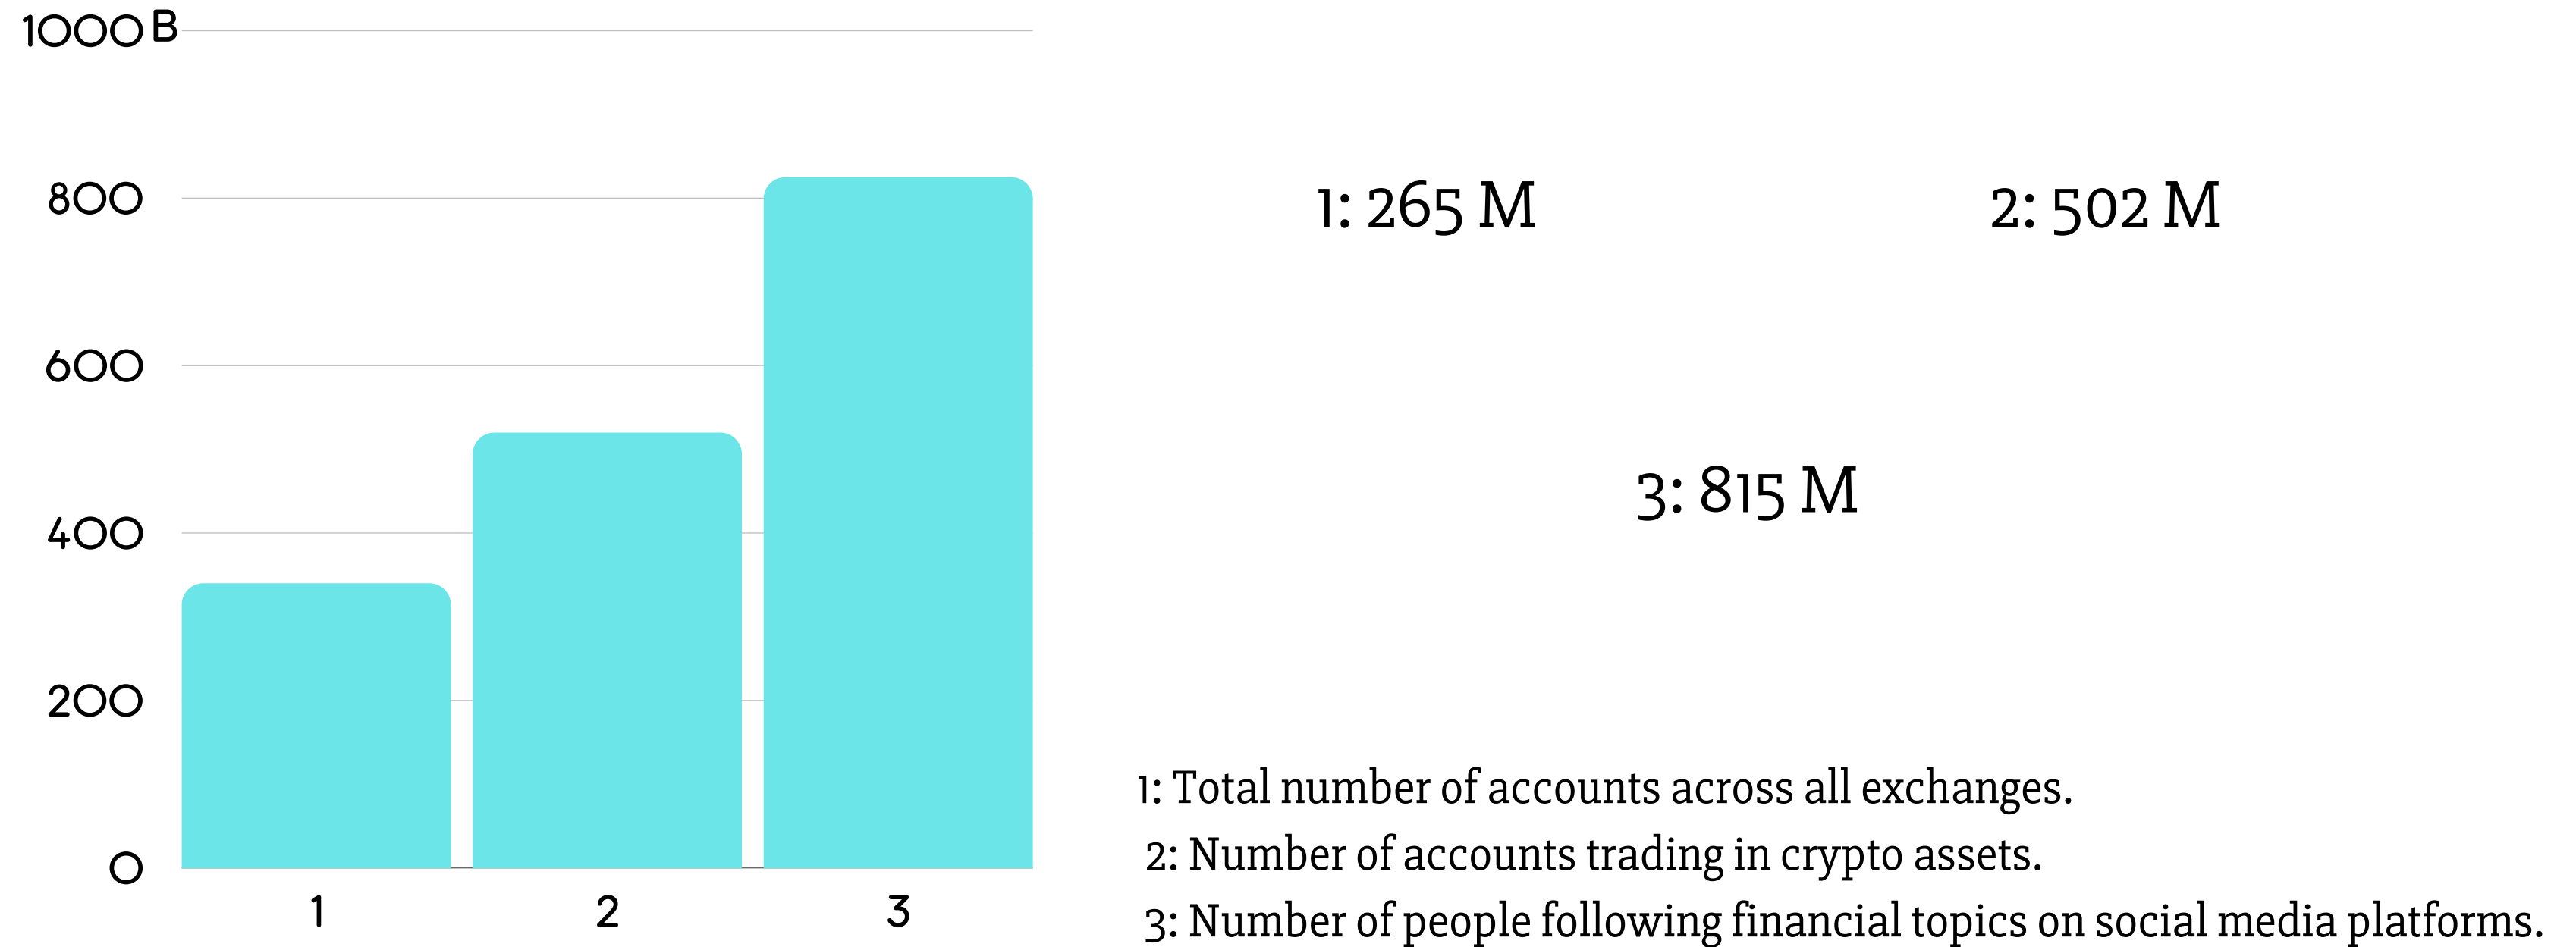 1000 B
800
600
400
200
0
1 2 3
1: 265 M
2: 502 M
3: 815 M
1: Total number of accounts across all exchanges.
2: Number of accounts trading in crypto assets.
3: Number of people following financial topics on social media platforms.